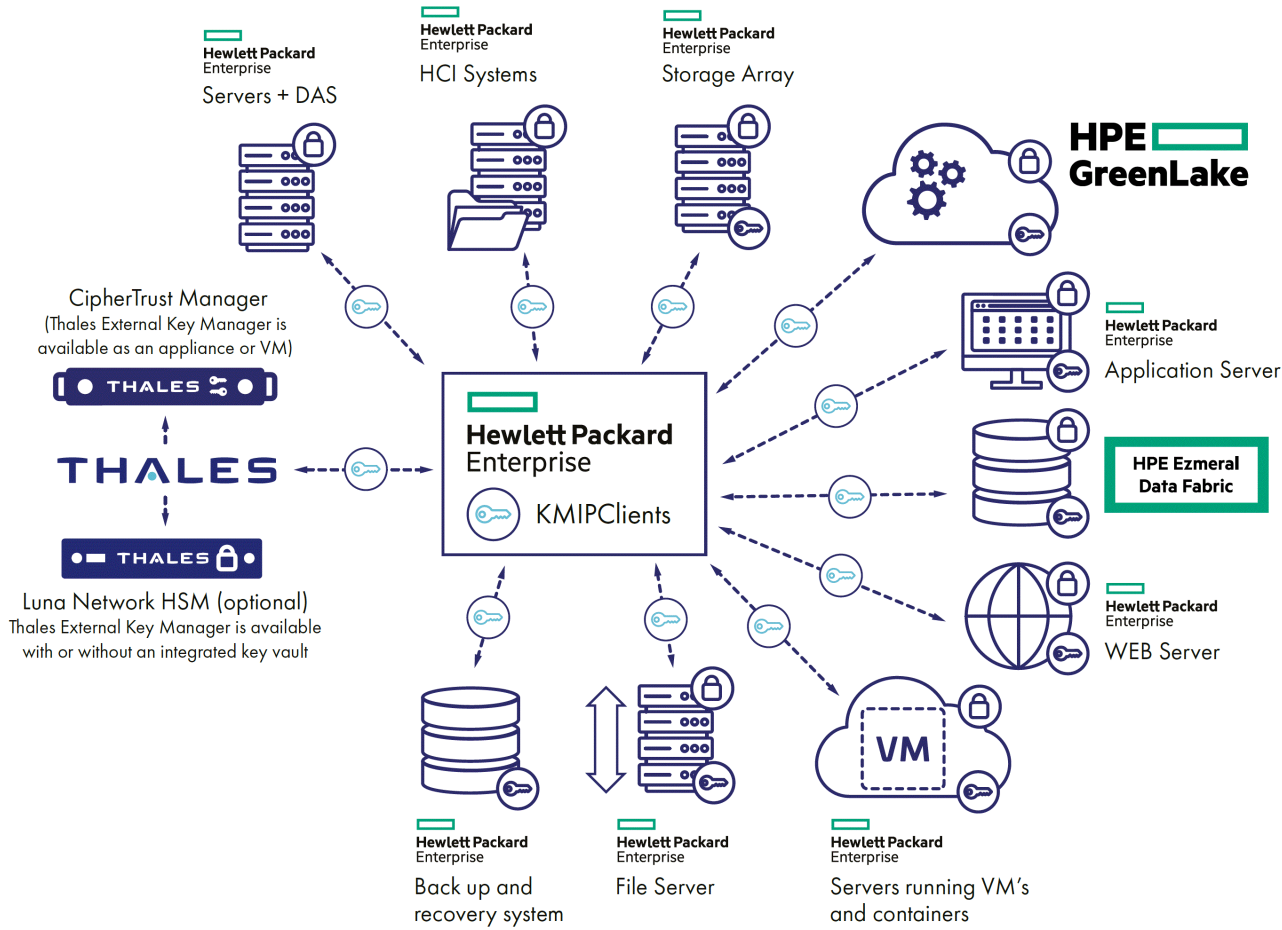 Hewlett Packard
Enterprise
Servers + DAS
Hewlett Packard
Enterprise
HCI Systems
Hewlett Packard
Enterprise
Storage Array
HPE
GreenLake
CipherTrust Manager
(Thales External Key Manager is
available as an appliance or VM)
THALES
THALES
THALES
Luna Network HSM (optional)
Thales External Key Manager is available
with or without an integrated key vault
Hewlett Packard
Enterprise
KMIPClients
Hewlett Packard
Enterprise
Application Server
HPE Ezmeral
Data Fabric
Hewlett Packard
Enterprise
WEB Server
Hewlett Packard
Enterprise
Back up and
recovery system
Hewlett Packard
Enterprise
File Server
VM
Hewlett Packard
Enterprise
Servers running VM's
and containers